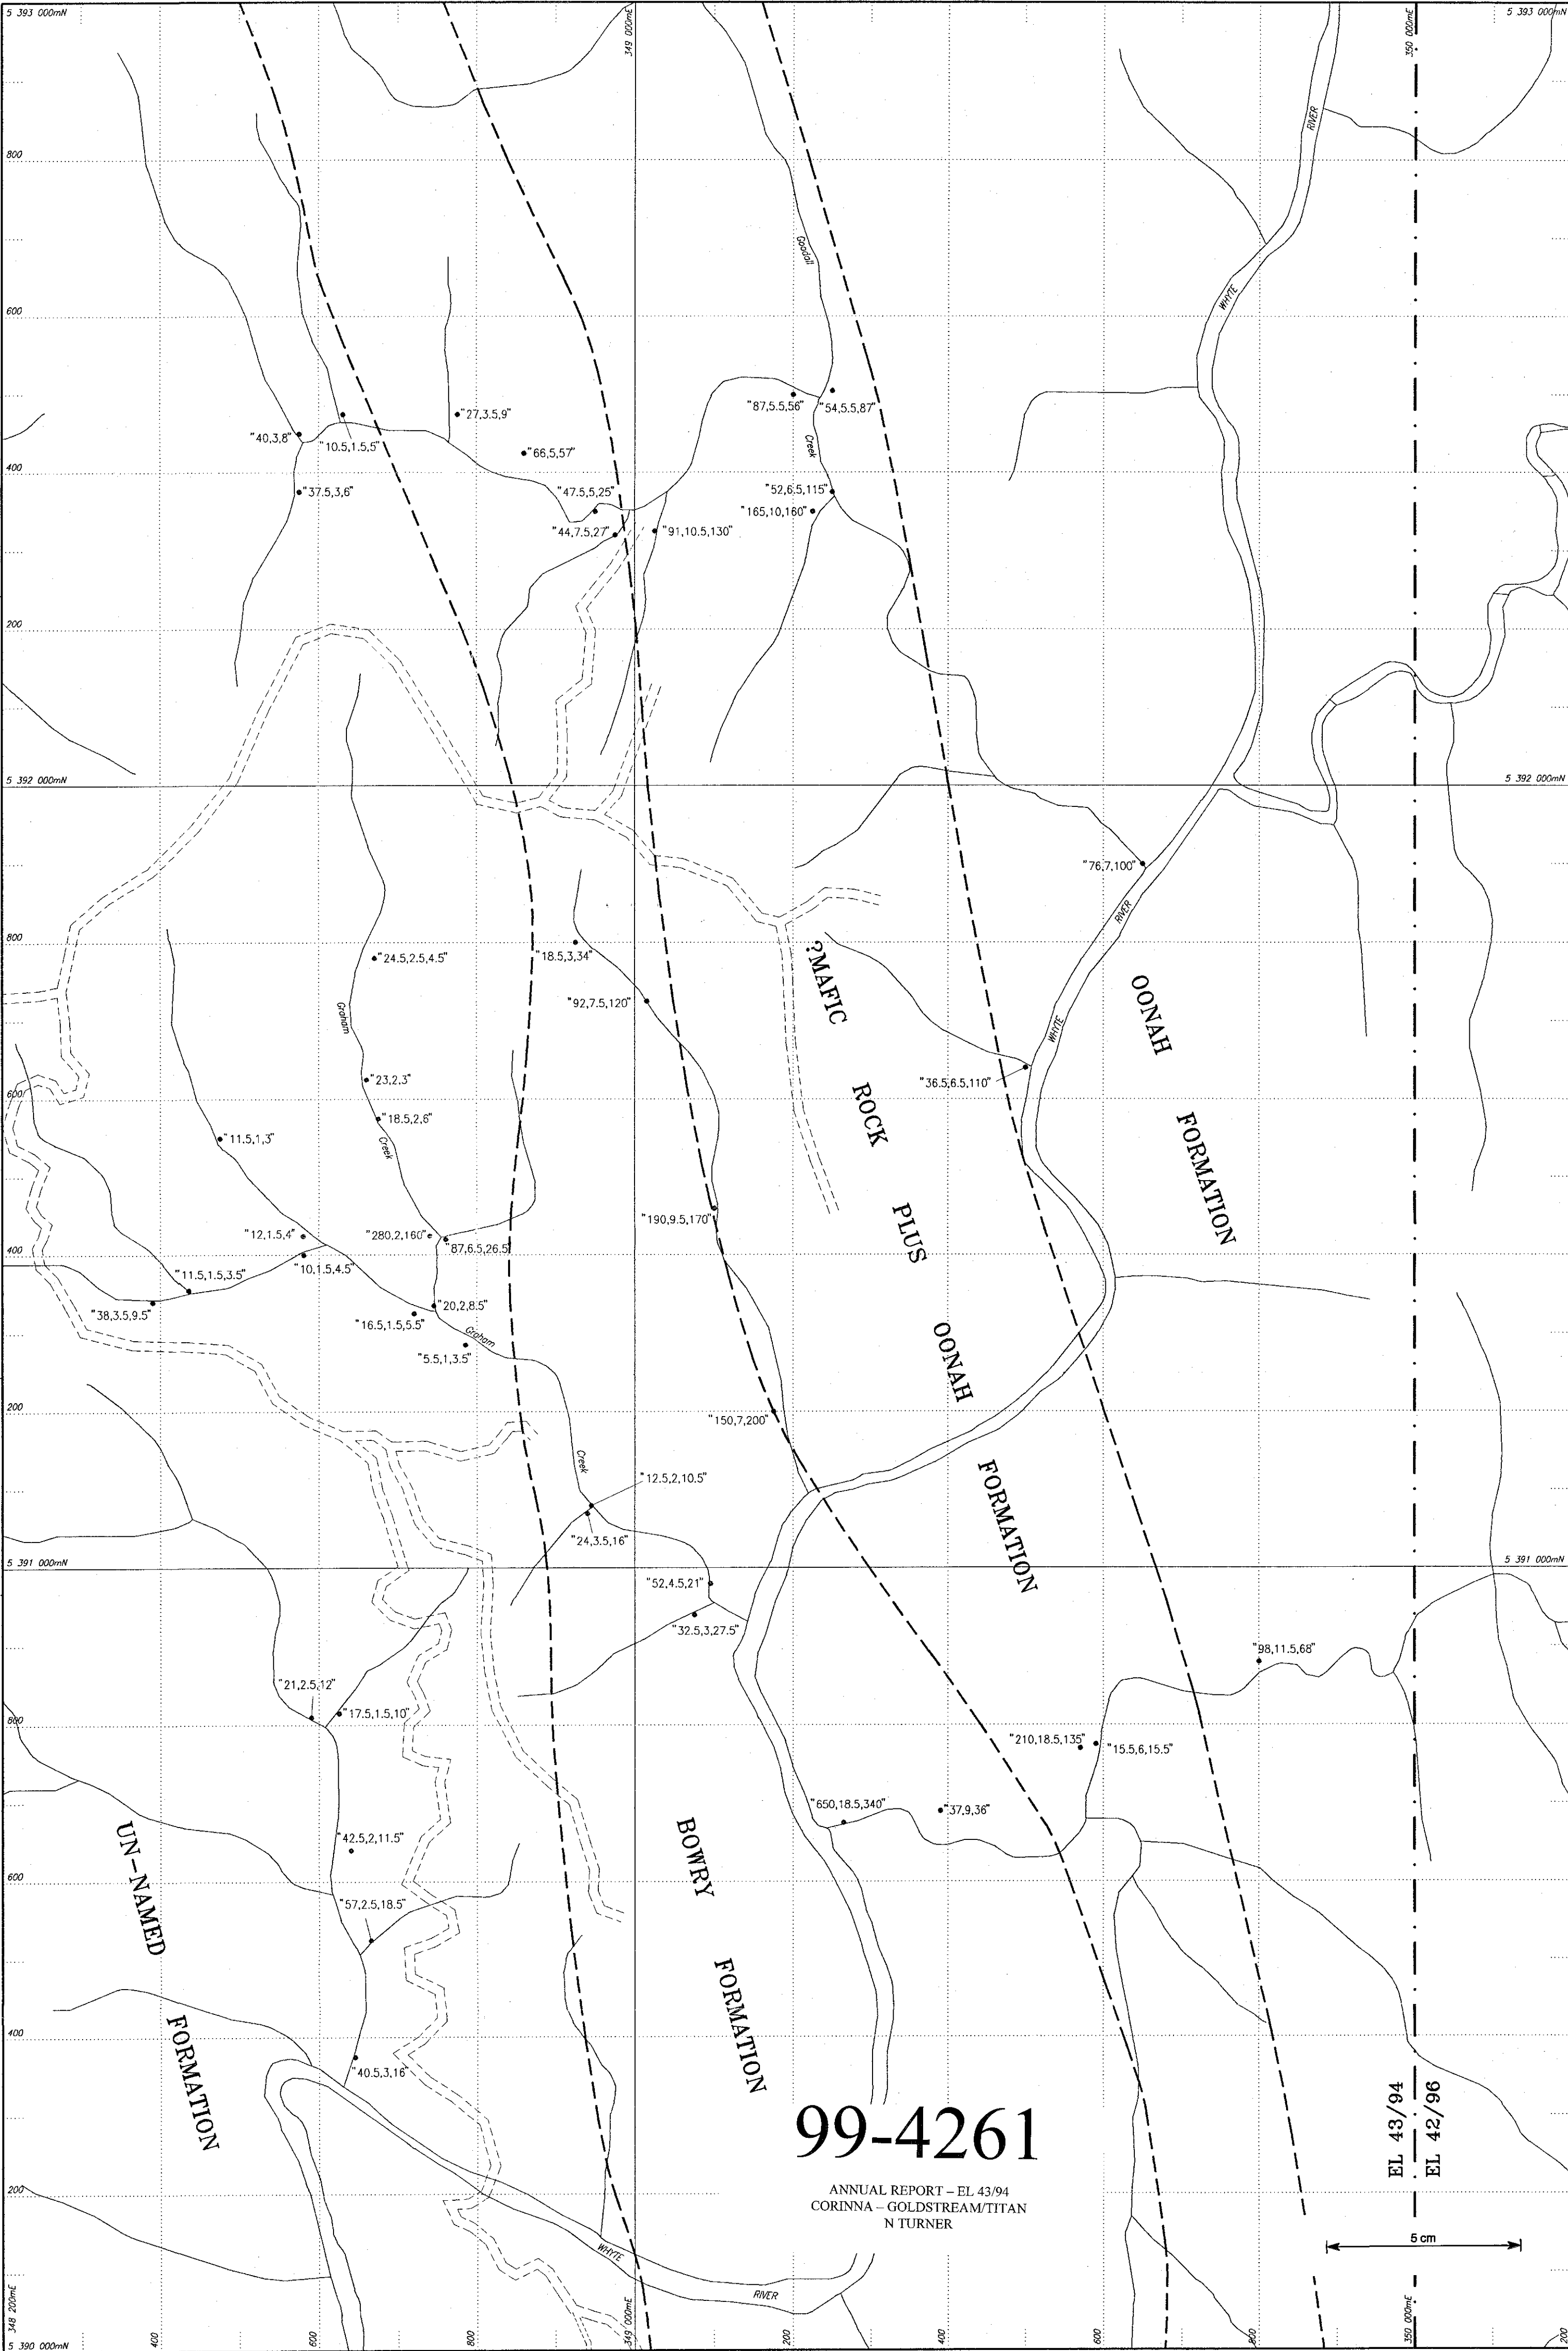 5 393 000mN
349 000mE
350 000mE
5 393 000mN
RIVER
800
Goodall
600
WHYTE
"87,5.5,56"
"54,5.5,87"
"27,3.5,9"
"40,3,8"
"10.5,1.5,5"
Creek
"66,5,57"
400
"37.5,3,6"
"47.5,5,25"
"52,6.5,115"
"165,10,160"
"44,7.5,27"
"91,10.5,130"
200
5 392 000mN
5 392 000mN
"76,7,100"
RIVER
800
"24.5,2.5,4.5"
"18.5,3,34"
?MAFIC
OONAH
"92,7.5,120"
Graham
WHYTE
"23,2,3"
"36.5,6.5,110"
600
"18.5,2,6"
ROCK
FORMATION
"11.5,1,3"
Creek
"190,9.5,170"
PLUS
"12,1.5,4"
"280,2,160"
"87,6.5,26.5"
400
"10,1.5,4.5"
"11.5,1.5,3.5"
"38,3.5,9.5"
"20,2,8.5"
"16.5,1.5,5.5"
Graham
OONAH
"5.5,1,3.5"
200
"150,7,200"
Creek
FORMATION
"12.5,2,10.5"
"24,3.5,16"
5 391 000mN
5 391 000mN
"52,4.5,21"
"32.5,3,27.5"
"98,11.5,68"
"21,2.5,12"
"17.5,1.5,10"
800
"210,18.5,135"
"15.5,6,15.5"
"650,18.5,340"
"37,9,36"
UN-NAMED
"42.5,2,11.5"
BOWRY
600
"57,2.5,18.5"
FORMATION
FORMATION
400
"40.5,3,16"
EL 43/94
EL 42/96
99-4261
200
ANNUAL REPORT – EL 43/94
CORINNA – GOLDSTREAM/TITAN
N TURNER
5 cm
WHYTE
RIVER
348 200mE
349 000mE
350 000mE
5 390 000mN
400
600
800
200
400
600
800
200